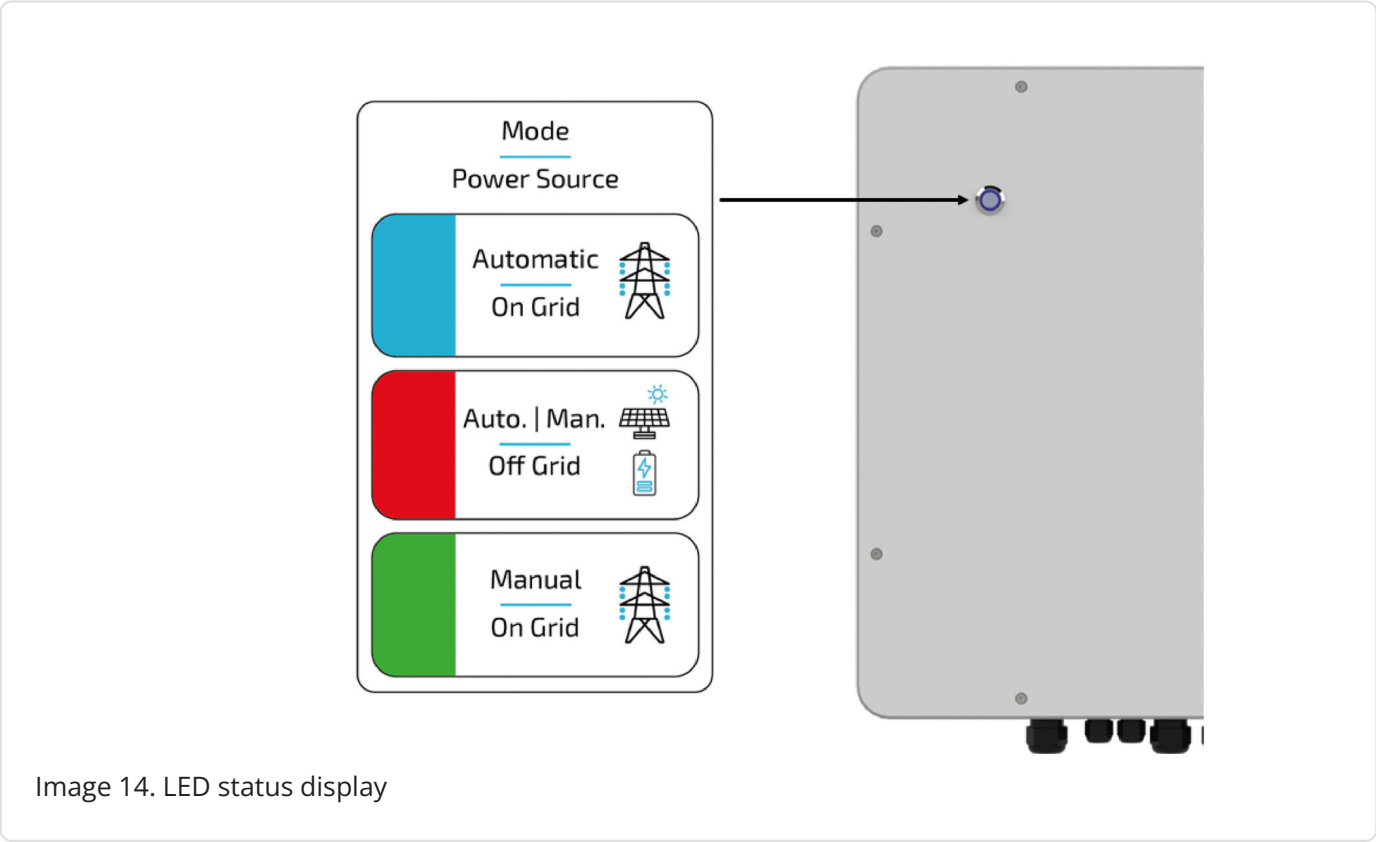 Mode
Power Source
Automatic
On Grid
Auto. | Man.
Off Grid
Manual
On Grid
Image 14. LED status display